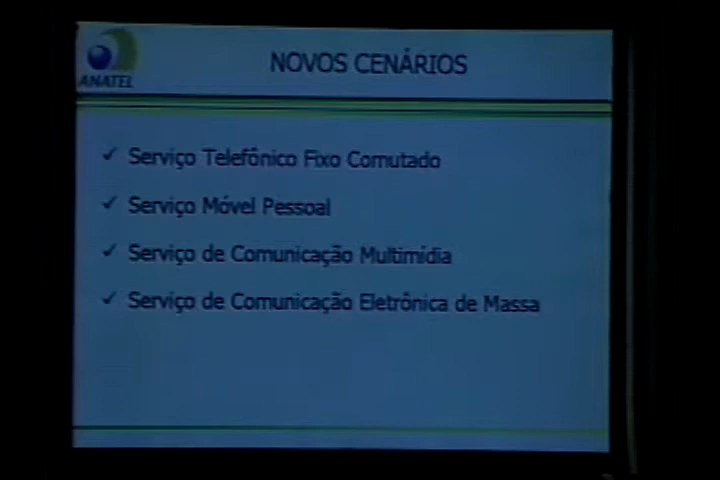 ANATEL
NOVOS CENÁRIOS
Serviço Telefônico Fixo Comutado
Serviço Móvel Pessoal
Serviço de Comunicação Multimídia
Serviço de Comunicação Eletrônica de Massa